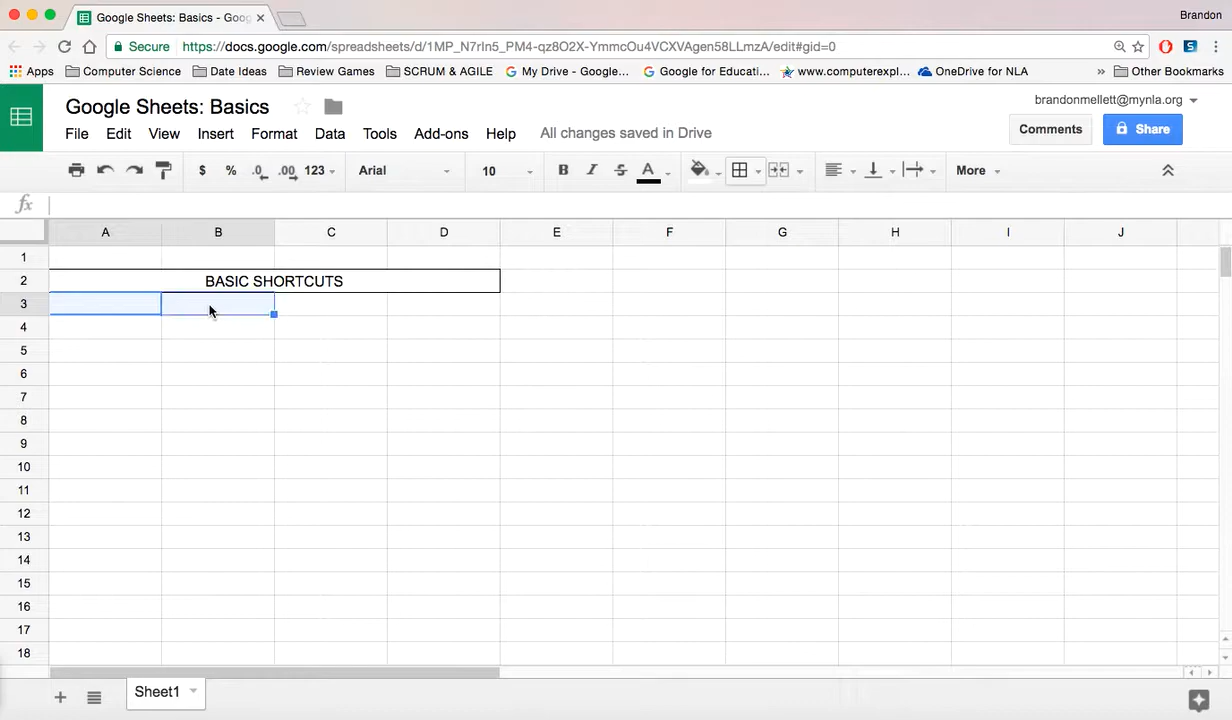 Google Sheets: Basics - Goog
Brandon
Secure
https://docs.google.com/spreadsheets/d/1MP_N7rIn5_PM4-qz8O2X-YmmcOu4VCXVAgen58LLmzA/edit#gid=0
Apps
Computer Science
Date Ideas
Review Games
SCRUM & AGILE
My Drive - Google...
Google for Educati...
www.computerexpl...
OneDrive for NLA
»
Other Bookmarks
Google Sheets: Basics
brandonmellett@mynla.org
File Edit View Insert Format Data Tools Add-ons Help All changes saved in Drive
Comments
Share
$ % .0 .00 123 Arial 10 B I S A More
fx
A B C D E F G H I J
1
2 BASIC SHORTCUTS
3
4
5
6
7
8
9
10
11
12
13
14
15
16
17
18
+ Sheet1